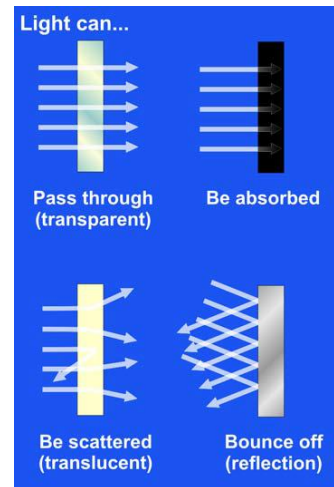 Light can...
Pass through
(transparent)
Be absorbed
Be scattered
(translucent)
Bounce off
(reflection)